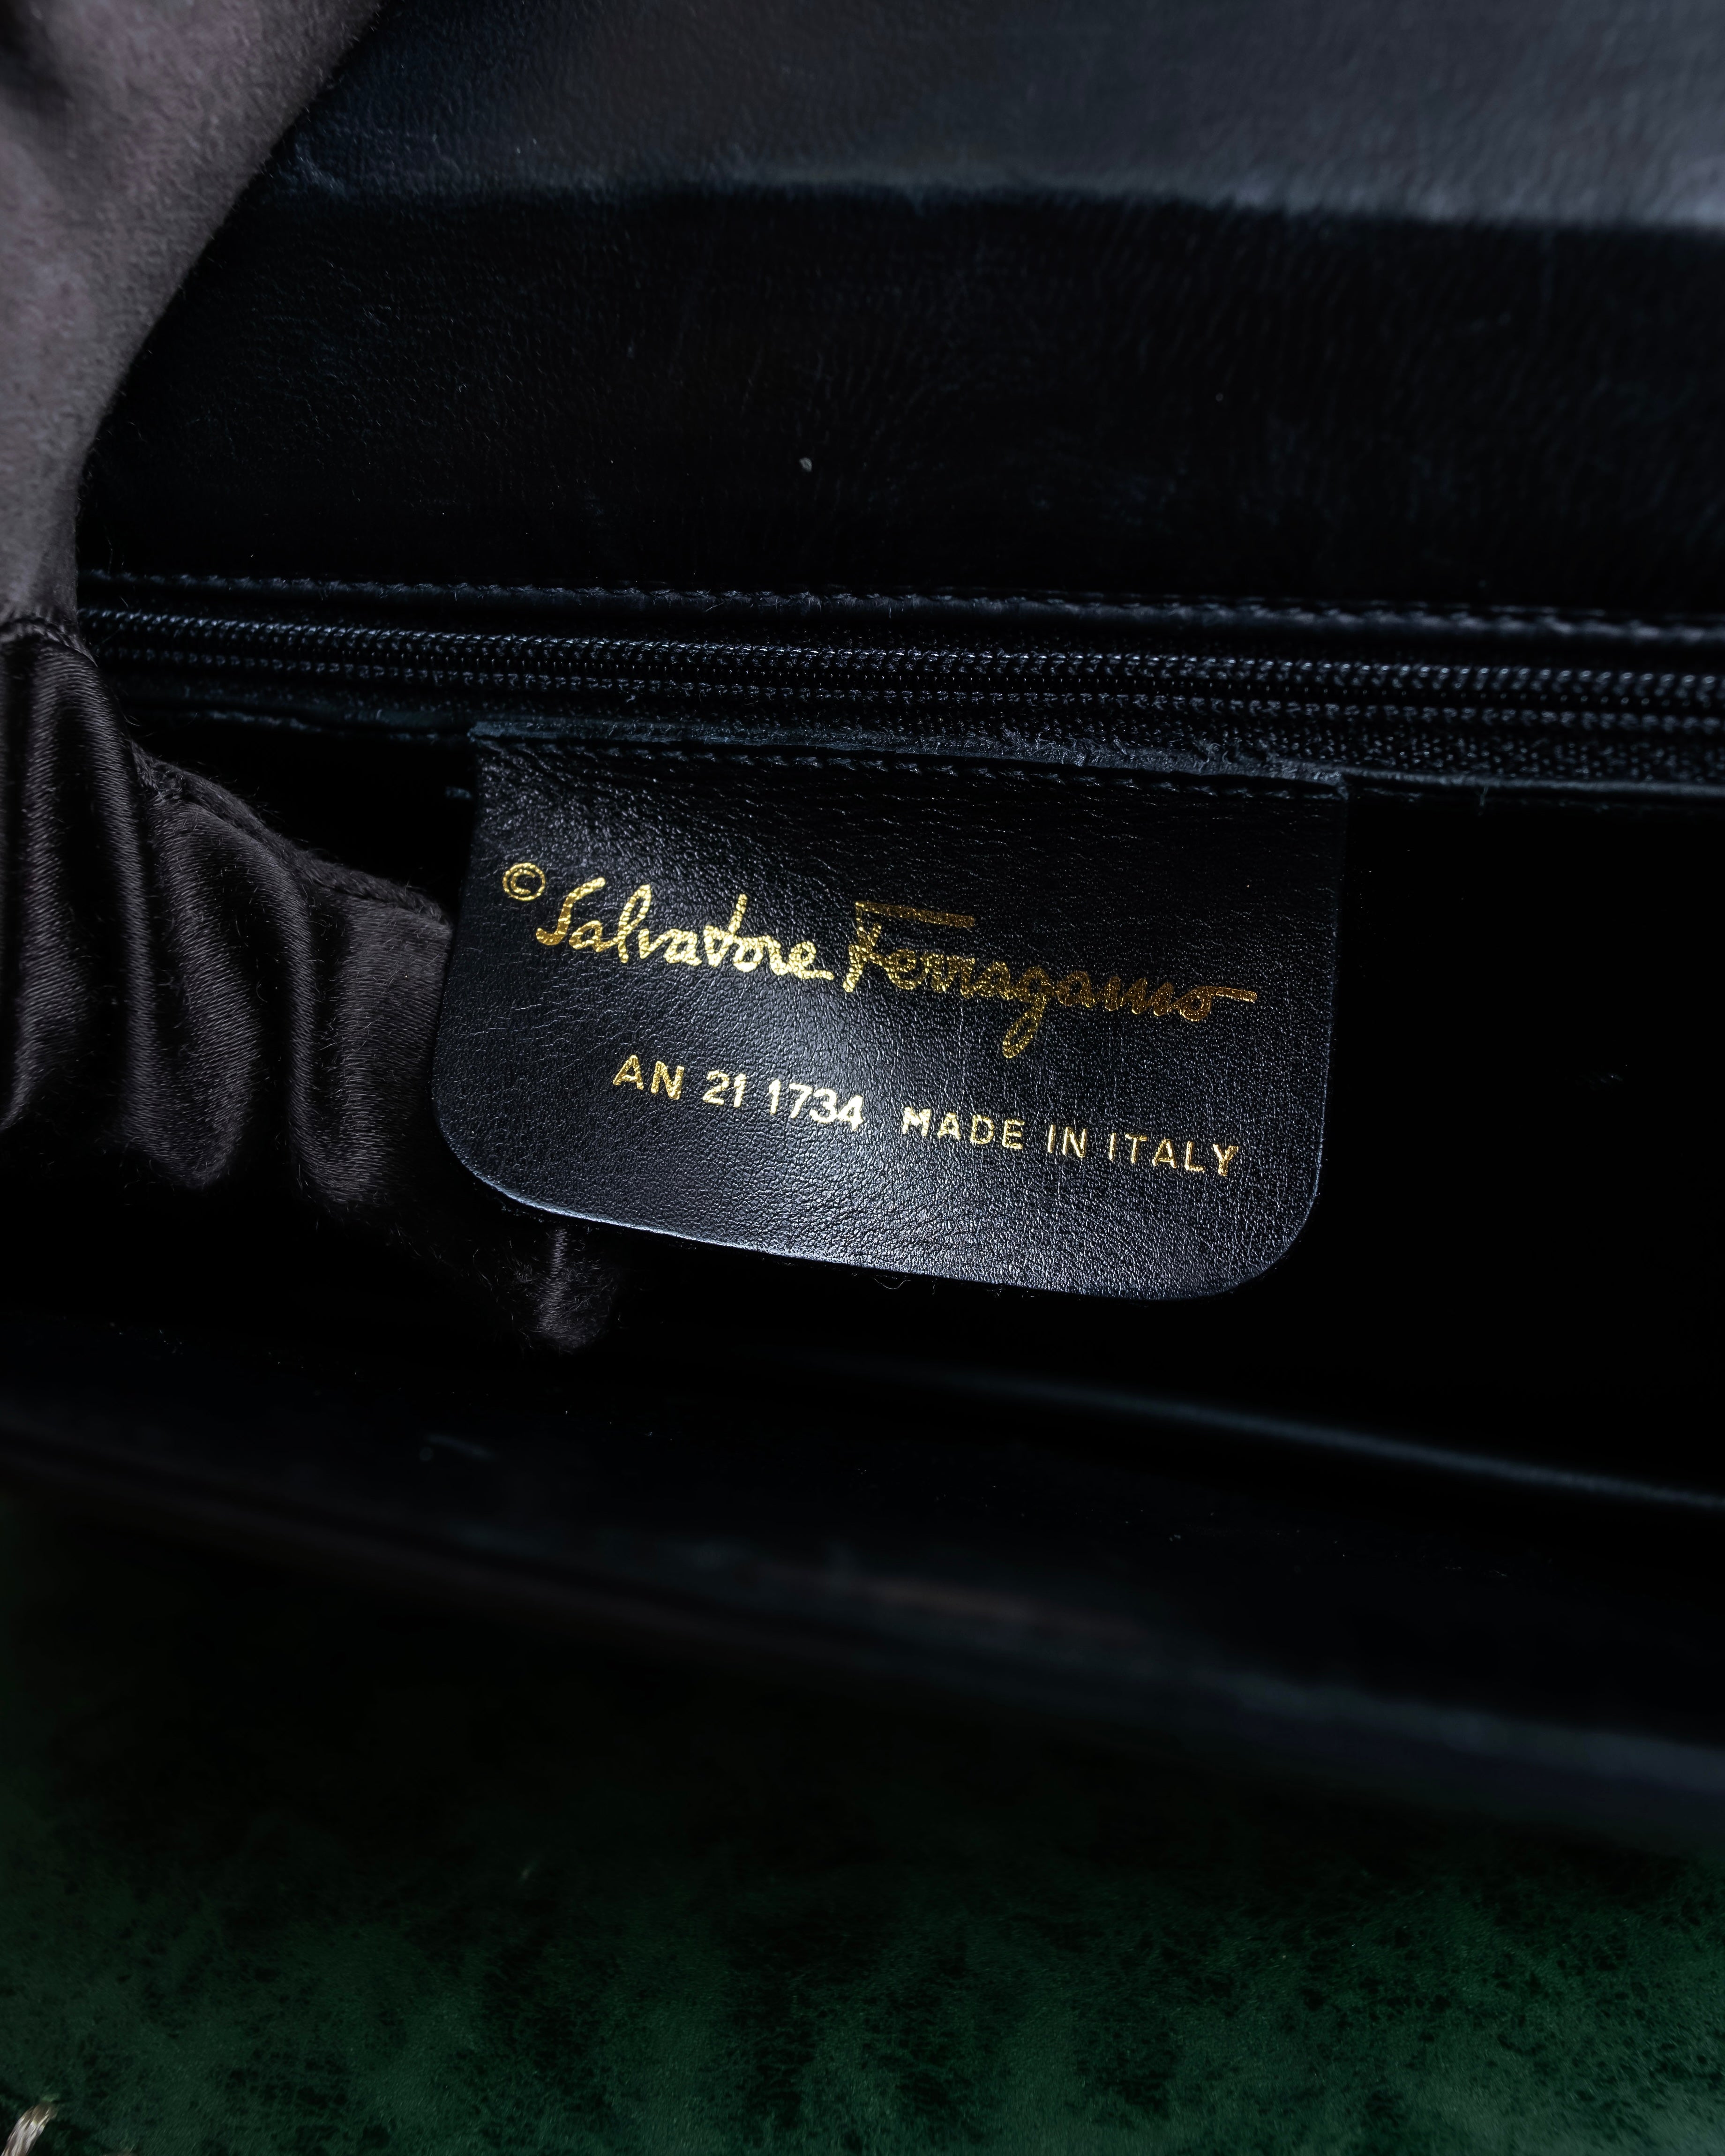 © Salvatore Ferragamo
AN 21 1734 MADE IN ITALY